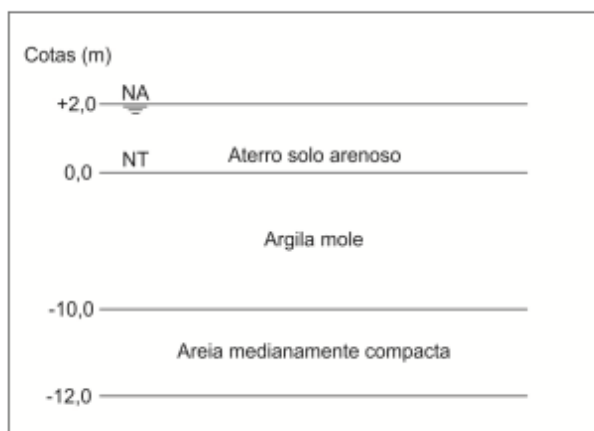 Cotas (m)
NA
+2,0
Aterro solo arenoso
NT
0,0
Argila mole
-10,0
Areia medianamente compacta
-12,0